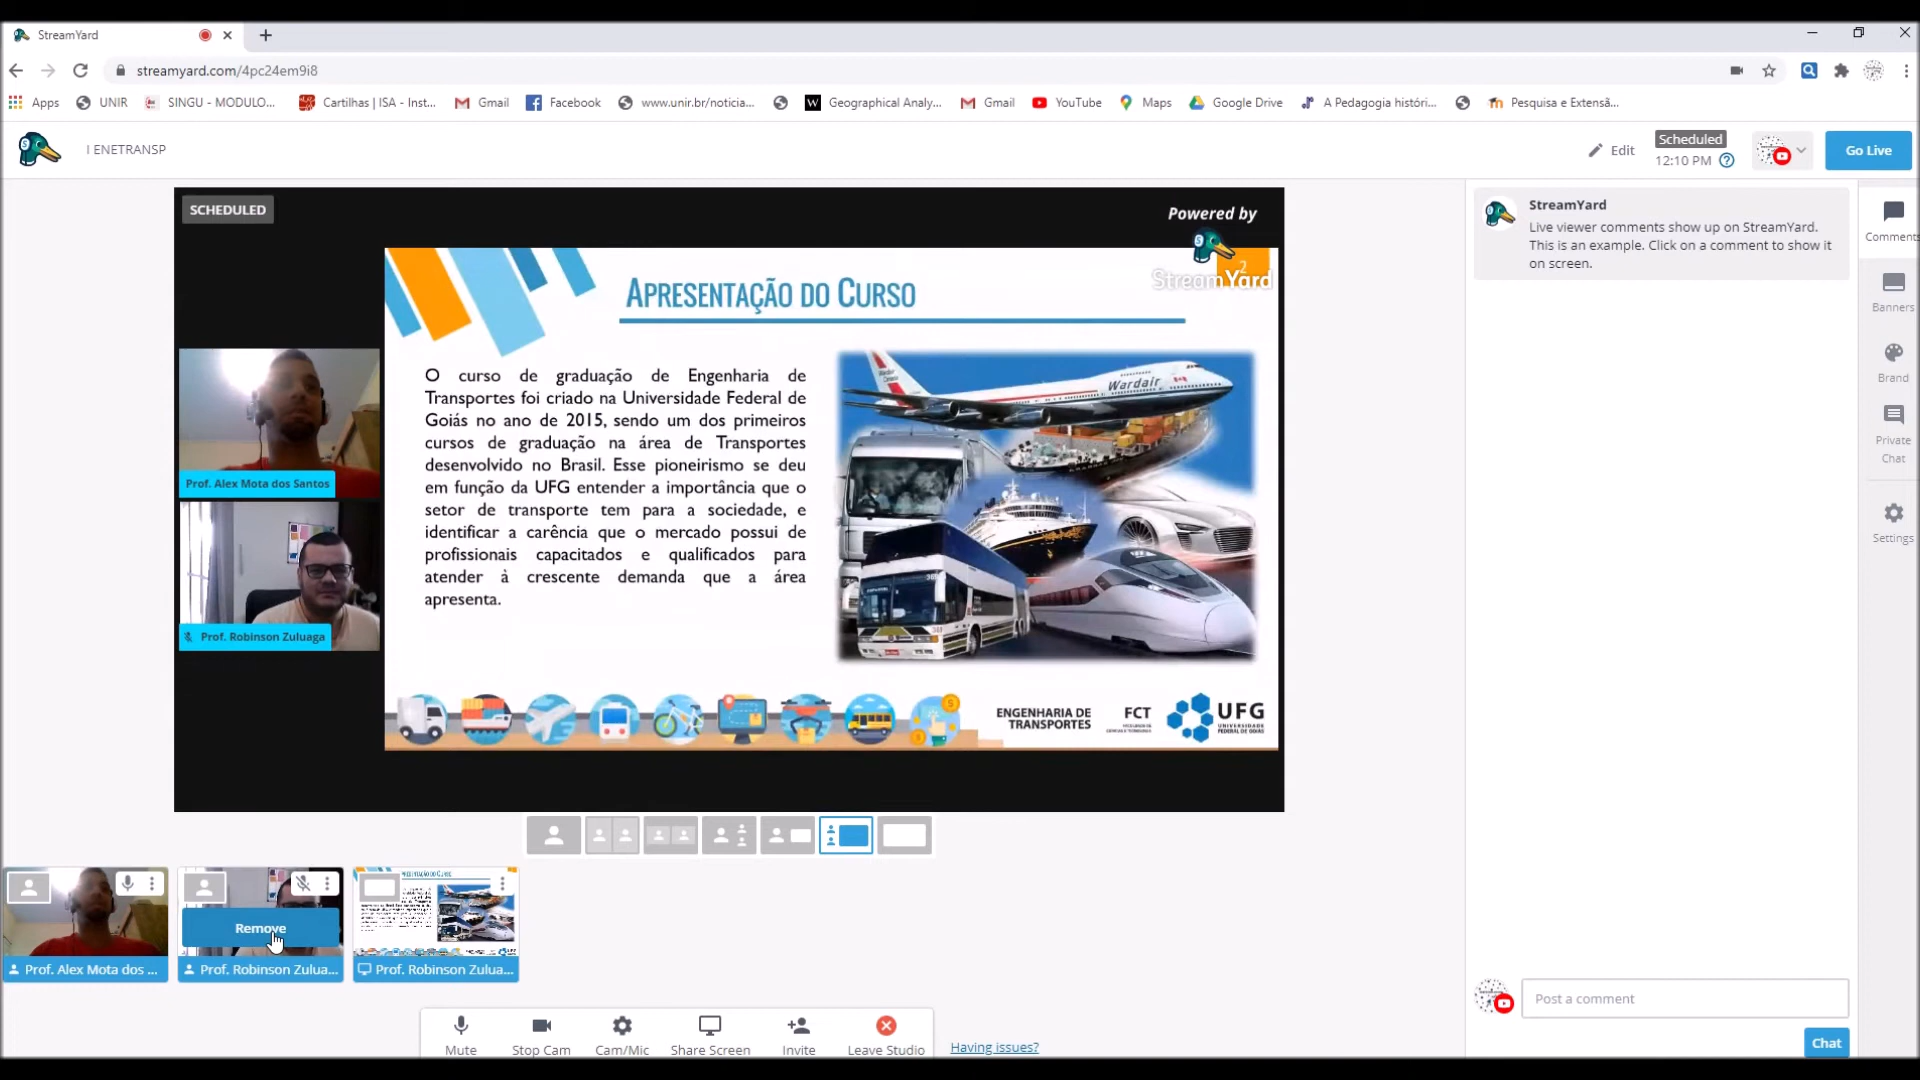 StreamYard
streamyard.com/4pc24em9i8
Apps
UNIR
SINGU - MODULO...
Cartilhas | ISA - Inst...
Gmail
Facebook
www.unir.br/noticia...
Geographical Analy...
Gmail
YouTube
Maps
Google Drive
A Pedagogia históri...
Pesquisa e Extensã...
I ENETRANSP
Edit
Scheduled
12:10 PM
Go Live
SCHEDULED
Powered by
StreamYard
2
APRESENTAÇÃO DO CURSO
O curso de graduação de Engenharia de
Transportes foi criado na Universidade Federal de
Goiás no ano de 2015, sendo um dos primeiros
cursos de graduação na área de Transportes
desenvolvido no Brasil. Esse pioneirismo se deu
em função da UFG entender a importância que o
setor de transporte tem para a sociedade, e
identificar a carência que o mercado possui de
profissionais capacitados e qualificados para
atender à crescente demanda que a área
apresenta.
Wardair
Prof. Alex Mota dos Santos
Prof. Robinson Zuluaga
ENGENHARIA DE
TRANSPORTES
FCT
UFG
UNIVERSIDADE
FEDERAL DE GOIÁS
StreamYard
Live viewer comments show up on StreamYard.
This is an example. Click on a comment to show it
on screen.
Comments
Banners
Brand
Private
Chat
Settings
Remove
Prof. Alex Mota dos ...
Prof. Robinson Zulua...
Prof. Robinson Zulua...
Mute
Stop Cam
Cam/Mic
Share Screen
Invite
Leave Studio
Having issues?
Post a comment
Chat